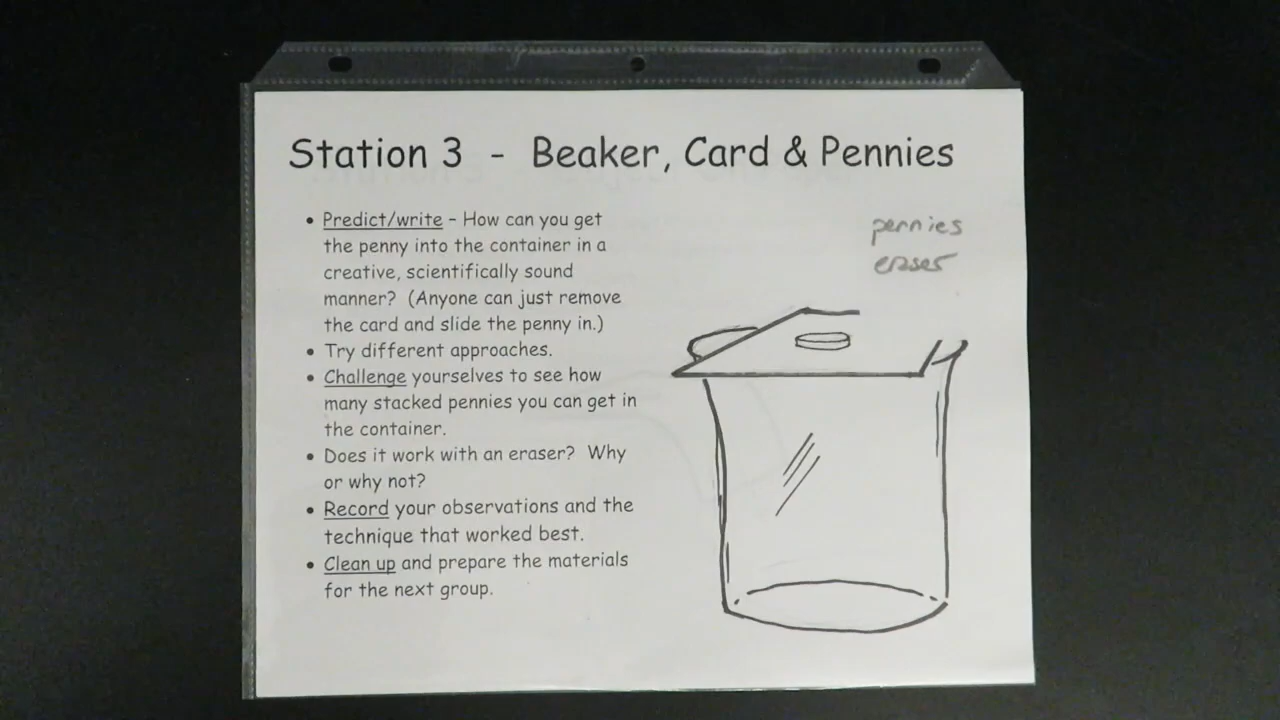 Station 3 - Beaker, Card & Pennies
• Predict/write – How can you get
the penny into the container in a
creative, scientifically sound
manner? (Anyone can just remove
the card and slide the penny in.)
• Try different approaches.
• Challenge yourselves to see how
many stacked pennies you can get in
the container.
• Does it work with an eraser? Why
or why not?
• Record your observations and the
technique that worked best.
• Clean up and prepare the materials
for the next group.
pennies
eraser